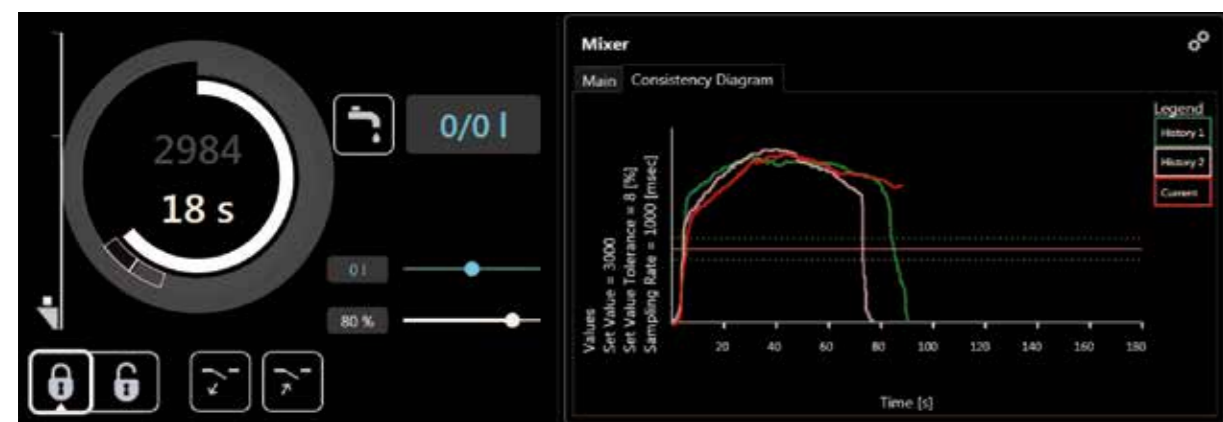 2984
18 s
0/0 l
0 l
80 %
Mixer
Main
Consistency Diagram
Legend
History 1
History 2
Current
Values
Set Value = 3000
Set Value Tolerance = 8 [%]
Sampling Rate = 1000 [msec]
20 40 60 80 100 120 140 160 180
Time [s]